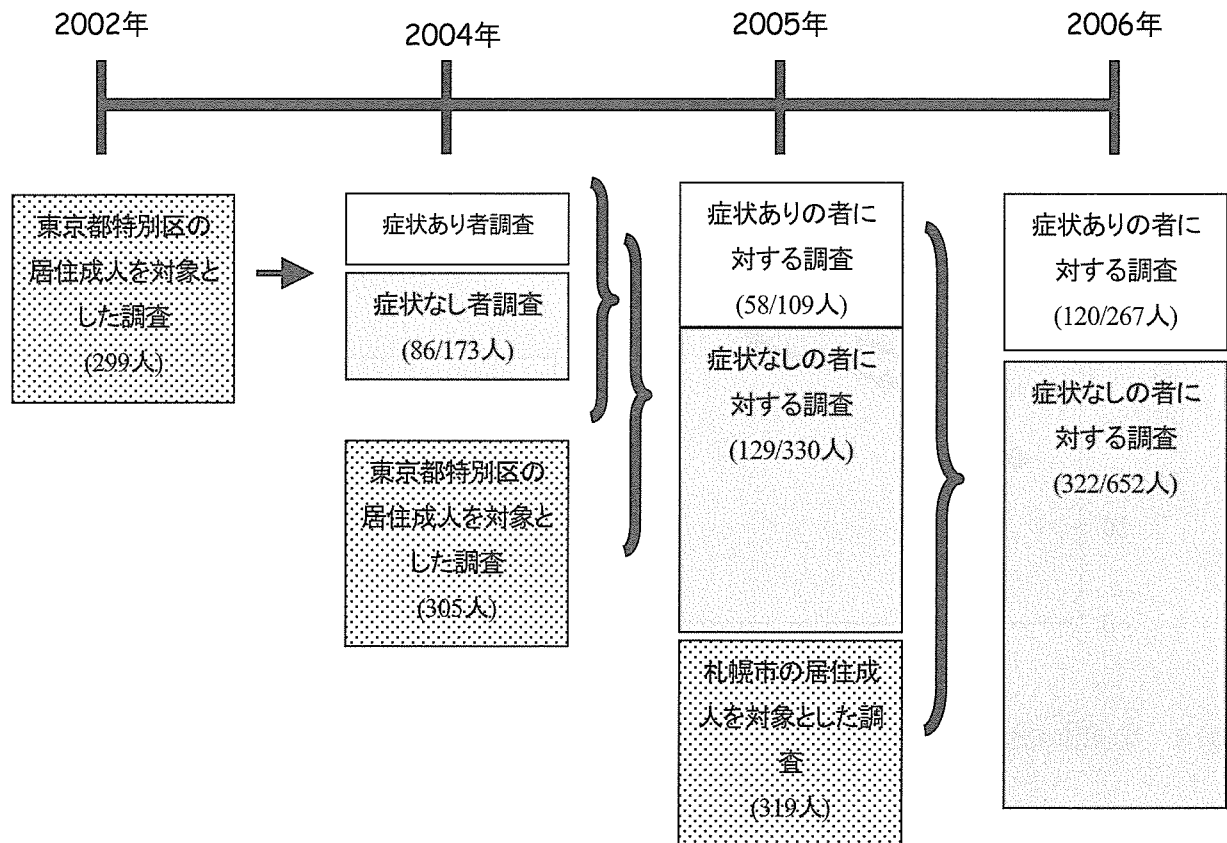 2002年
2004年
2005年
2006年
東京都特別区の
居住成人を対象と
した調査
(299人)
症状あり者調査
症状なし者調査
(86/173人)
東京都特別区の
居住成人を対象と
した調査
(305人)
症状ありの者に
対する調査
(58/109人)
症状なしの者に
対する調査
(129/330人)
札幌市の居住成
人を対象とした調
査
(319人)
症状ありの者に
対する調査
(120/267人)
症状なしの者に
対する調査
(322/652人)